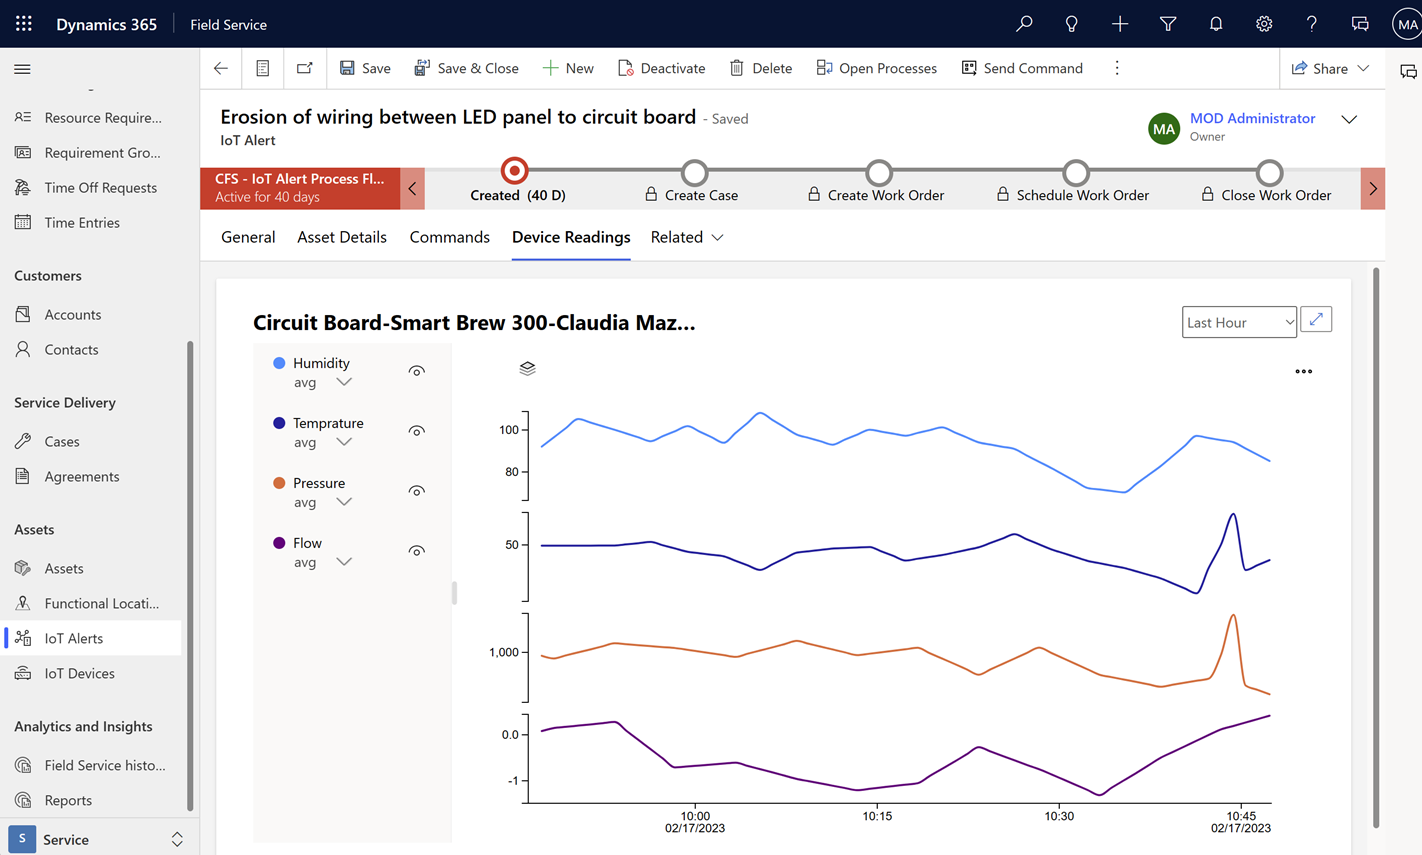 Dynamics 365 Field Service MA
Save Save & Close New Deactivate Delete Open Processes Send Command Share
Erosion of wiring between LED panel to circuit board - Saved
IoT Alert
MA MOD Administrator
Owner
CFS - IoT Alert Process Fl...
Active for 40 days
Created (40 D) Create Case Create Work Order Schedule Work Order Close Work Order
General Asset Details Commands Device Readings Related
Resource Require...
Requirement Gro...
Time Off Requests
Time Entries
Customers
Accounts
Contacts
Service Delivery
Cases
Agreements
Assets
Assets
Functional Locati...
IoT Alerts
IoT Devices
Analytics and Insights
Field Service histo...
Reports
S Service
Circuit Board-Smart Brew 300-Claudia Maz...
Last Hour
Humidity
avg
Temprature
avg
Pressure
avg
Flow
avg
100
80
50
1,000
0.0
-1
10:00 10:15 10:30 10:45
02/17/2023 02/17/2023